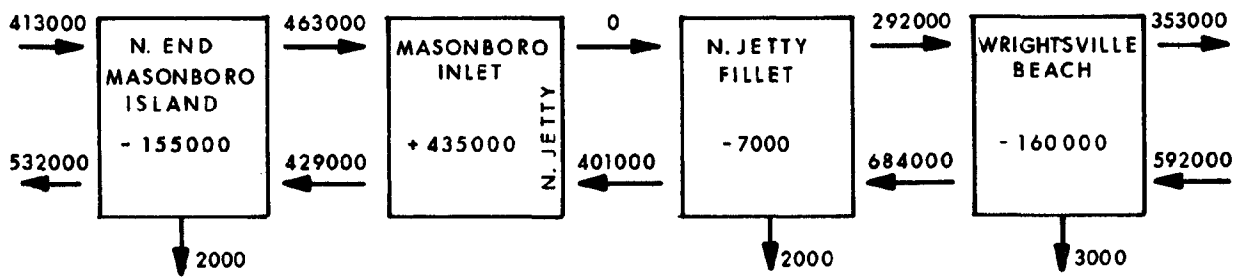 413000
463000
0
292000
353000
N. END
MASONBORO
ISLAND
- 155000
MASONBORO
INLET
+ 435000
N. JETTY
N. JETTY
FILLET
- 7000
WRIGHTSVILLE
BEACH
- 160000
532000
429000
401000
684000
592000
2000
2000
3000